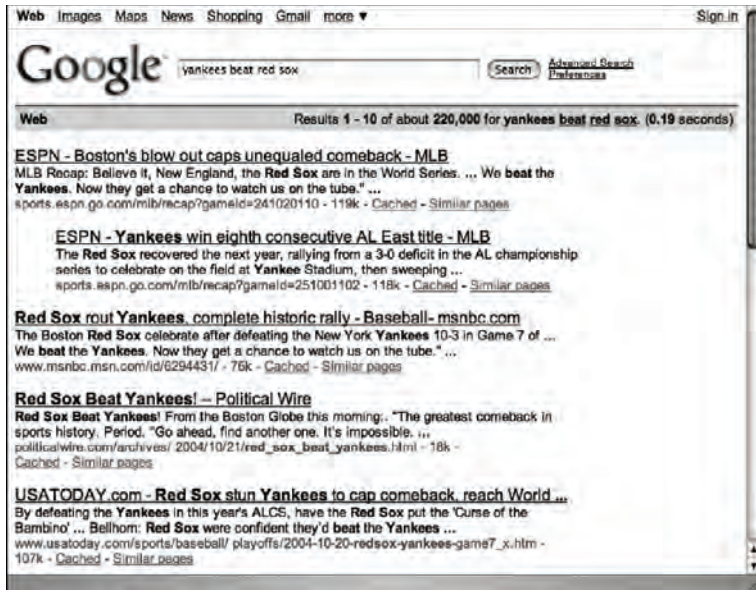 Web Images Maps News Shopping Gmail more ▼ Sign in
Google yankees beat red sox Search Advanced Search
Preferences
Web Results 1 - 10 of about 220,000 for yankees beat red sox. (0.19 seconds)
ESPN - Boston's blow out caps unequaled comeback - MLB
MLB Recap: Believe it, New England, the Red Sox are in the World Series. ... We beat the
Yankees. Now they get a chance to watch us on the tube." ...
sports.espn.go.com/mlb/recap?gameId=241020110 - 119k - Cached - Similar pages
ESPN - Yankees win eighth consecutive AL East title - MLB
The Red Sox recovered the next year, rallying from a 3-0 deficit in the AL championship
series to celebrate on the field at Yankee Stadium, then sweeping ...
sports.espn.go.com/mlb/recap?gameId=251001102 - 118k - Cached - Similar pages
Red Sox rout Yankees, complete historic rally - Baseball- msnbc.com
The Boston Red Sox celebrate after defeating the New York Yankees 10-3 in Game 7 of ...
We beat the Yankees. Now they get a chance to watch us on the tube." ...
www.msnbc.msn.com/id/6294431/ - 76k - Cached - Similar pages
Red Sox Beat Yankees! -- Political Wire
Red Sox Beat Yankees! From the Boston Globe this morning:. "The greatest comeback in
sports history. Period. "Go ahead, find another one. It's impossible. ...
politicalwire.com/archives/ 2004/10/21/red_sox_beat_yankees.html - 18k -
Cached - Similar pages
USATODAY.com - Red Sox stun Yankees to cap comeback, reach World ...
By defeating the Yankees in this year's ALCS, have the Red Sox put the 'Curse of the
Bambino' ... Bellhorn: Red Sox were confident they'd beat the Yankees ...
www.usatoday.com/sports/baseball/ playoffs/2004-10-20-redsox-yankees-game7_x.htm -
107k - Cached - Similar pages